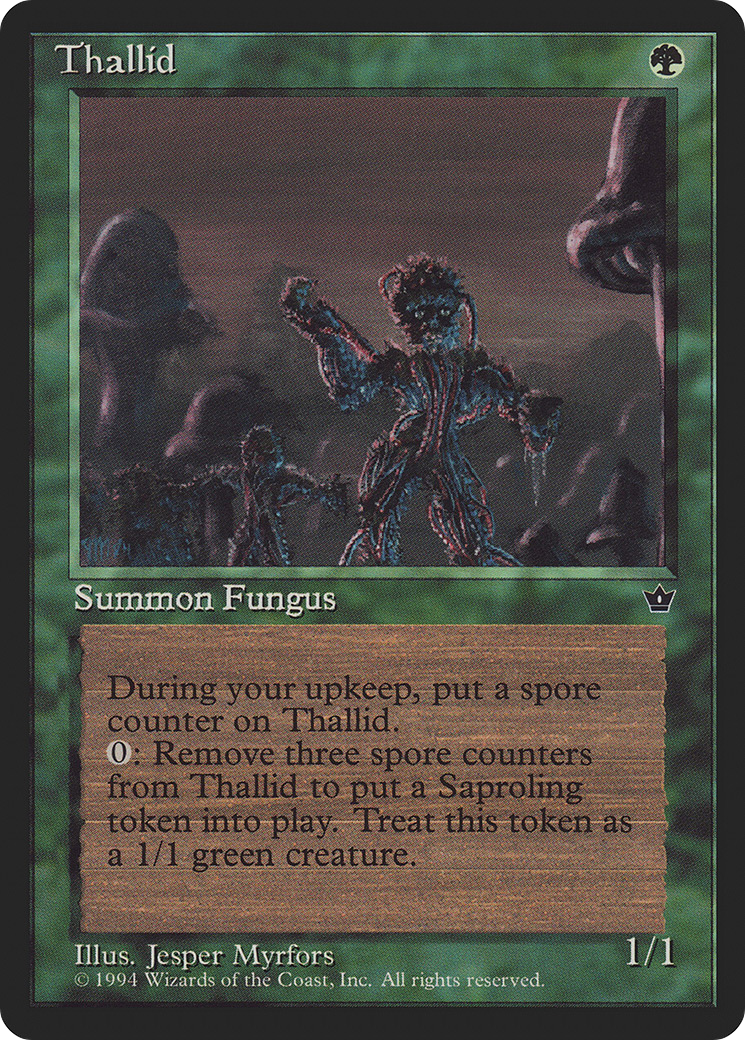 Thallid
Summon Fungus
During your upkeep, put a spore
counter on Thallid.
0: Remove three spore counters
from Thallid to put a Saproling
token into play. Treat this token as
a 1/1 green creature.
Illus. Jesper Myrfors
1/1
© 1994 Wizards of the Coast, Inc. All rights reserved.